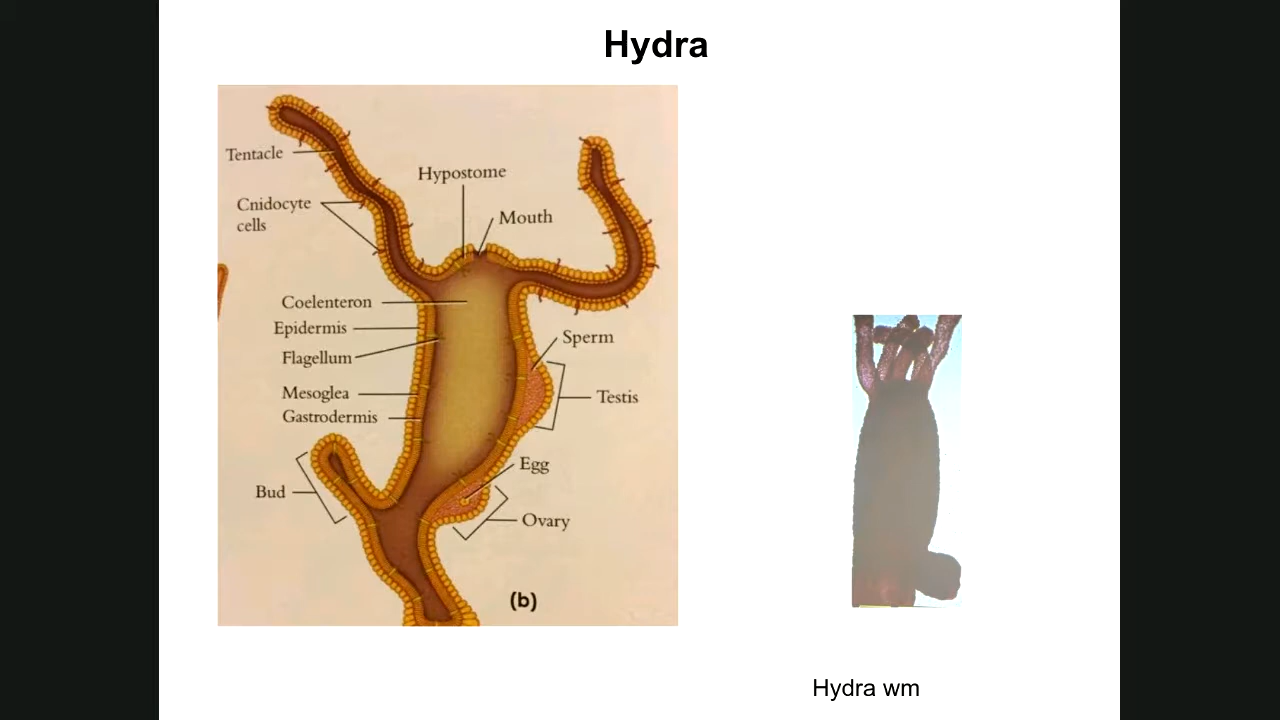 Hydra
Tentacle
Hypostome
Cnidocyte
cells
Mouth
Coelenteron
Epidermis
Flagellum
Sperm
Mesoglea
Testis
Gastrodermis
Egg
Bud
Ovary
(b)
Hydra wm